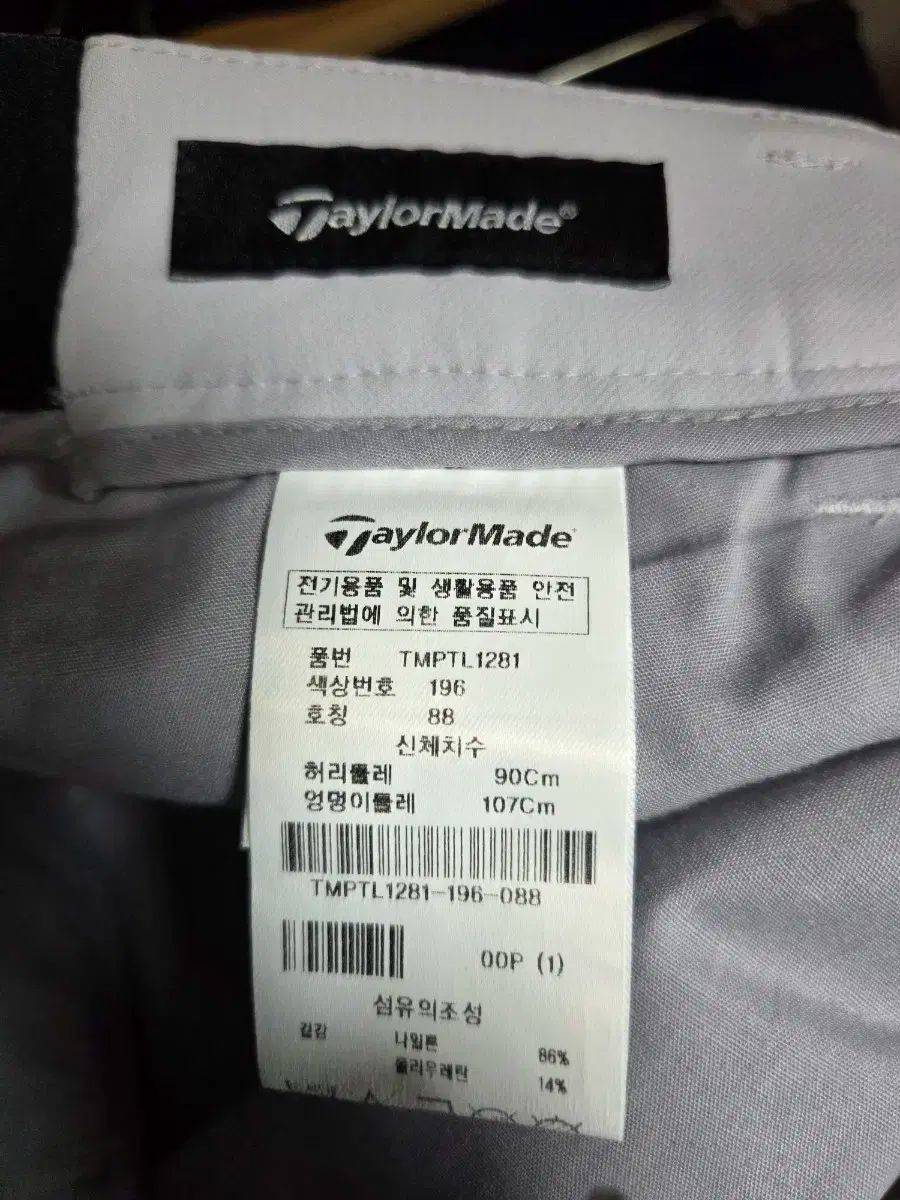 TaylorMade®
TaylorMade
전기용품 및 생활용품 안전
관리법에 의한 품질표시
품번 TMPTL1281
색상번호 196
호칭 88
신체치수
허리둘레 90Cm
엉덩이둘레 107Cm
TMPTL1281-196-088
00P (1)
섬유의조성
겉감 나일론 86%
폴리우레탄 14%